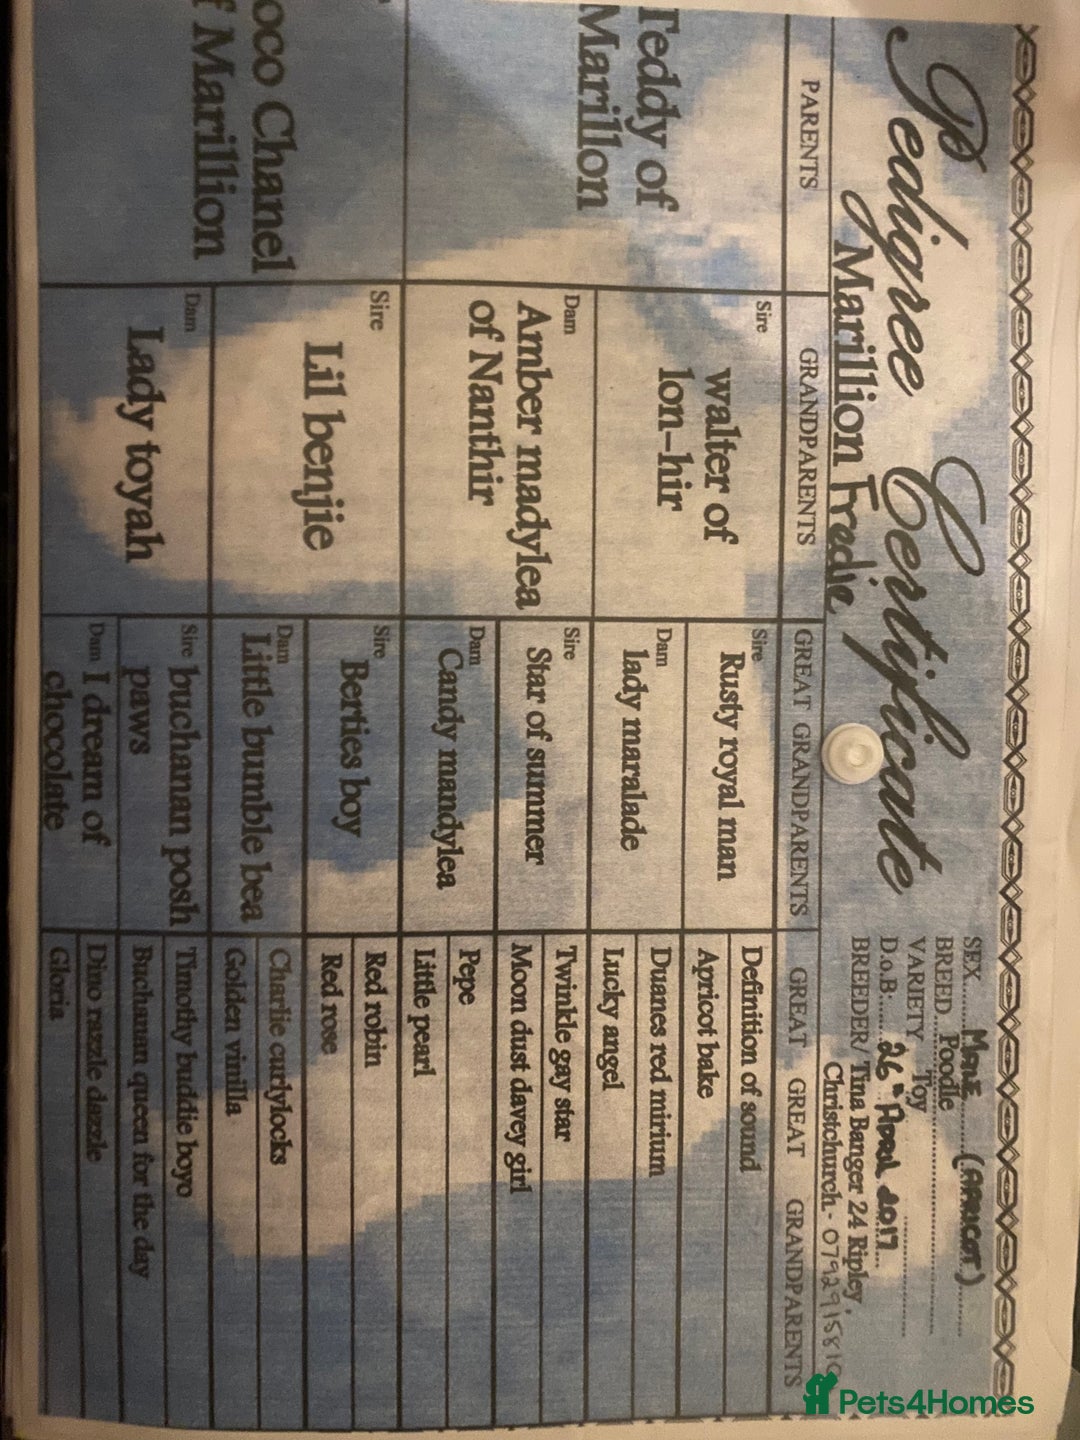 Pedigree Certificate
Marillion Fredie
SEX...... MALE ...... (APRICOT)......
BREED... Poodle
VARIETY Toy
D.o.B:...... 26th April 2017...
BREEDER/ Tina Banger 24 Ripley,
Christchurch - 0792915810
PARENTS
GRANDPARENTS
GREAT GRANDPARENTS
GREAT GREAT GRANDPARENTS
Teddy of
Marillon
oco Chanel
f Marillion
Sire
walter of
lon-hir
Dam
Amber madylea
of Nanthir
Sire
Lil benjie
Dam
Lady toyah
Sire
Rusty royal man
Dam
lady maralade
Sire
Star of summer
Dam
Candy mandylea
Sire
Berties boy
Dam
Little bumble bea
Sire buchanan posh
paws
Dam I dream of
chocolate
Definition of sound
Apricot bake
Duanes red mirium
Lucky angel
Twinkle gay star
Moon dust davey girl
Pepe
Little pearl
Red robin
Red rose
Charlie curlylocks
Golden vinilla
Timothy buddie boyo
Buchanan queen for the day
Dino razzle dazzle
Gloria
Pets4Homes